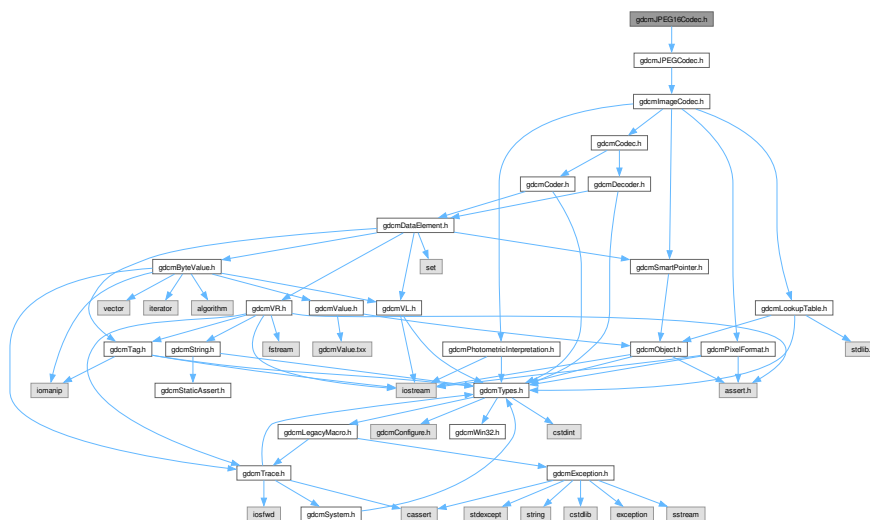 gdcmJPEG16Codec.h
gdcmJPEGCodec.h
gdcmImageCodec.h
gdcmCodec.h
gdcmCoder.h
gdcmDecoder.h
gdcmDataElement.h
gdcmByteValue.h
set
gdcmSmartPointer.h
vector
iterator
algorithm
gdcmVR.h
gdcmValue.h
gdcmVL.h
gdcmLookupTable.h
gdcmTag.h
gdcmString.h
fstream
gdcmValue.txx
gdcmPhotometricInterpretation.h
gdcmObject.h
gdcmPixelFormat.h
stdlib.
iomanip
gdcmStaticAssert.h
iostream
gdcmTypes.h
assert.h
gdcmLegacyMacro.h
gdcmConfigure.h
gdcmWin32.h
cstdint
gdcmTrace.h
gdcmException.h
iosfwd
gdcmSystem.h
cassert
stdexcept
string
cstdlib
exception
sstream